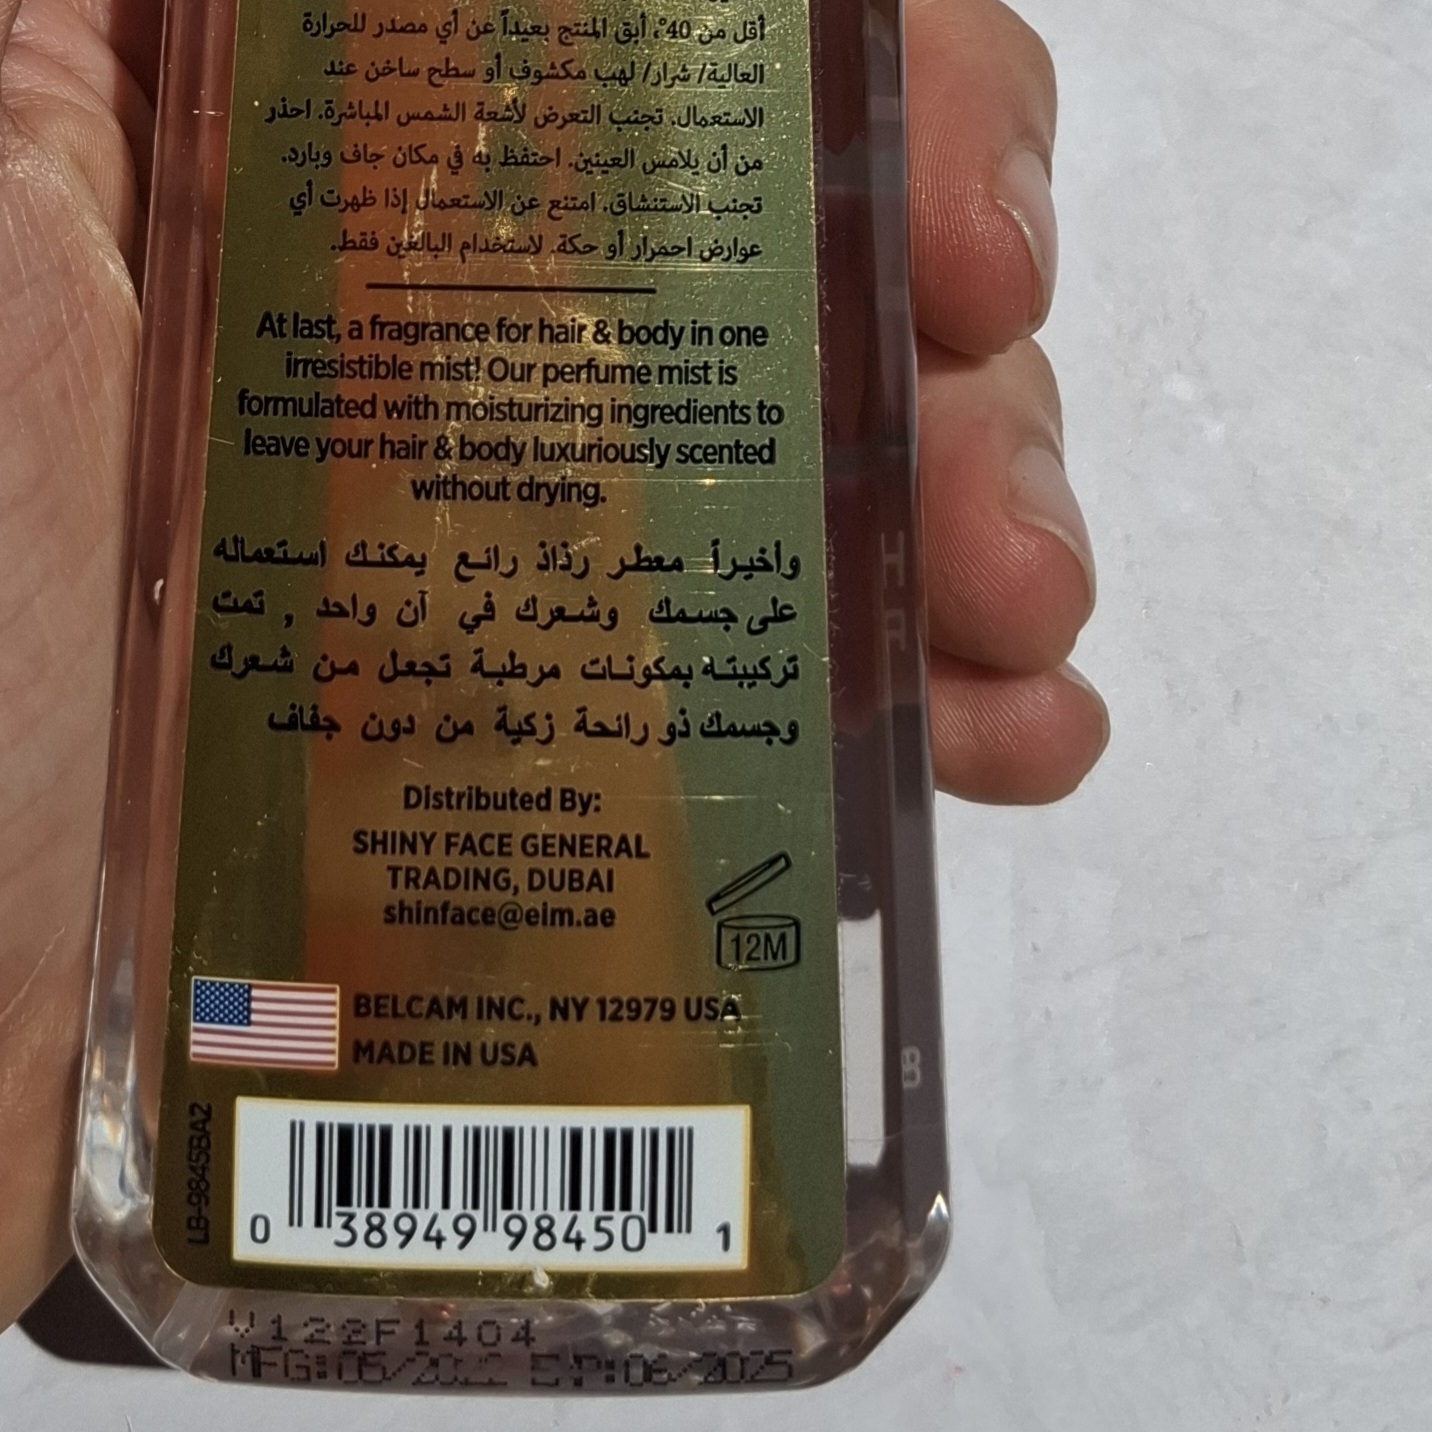 أقل من 40°، أبق المنتج بعيداً عن أي مصدر للحرارة
العالية/ شرار/ لهب مكشوف أو سطح ساخن عند
الاستعمال. تجنب التعرض لأشعة الشمس المباشرة. احذر
من أن يلامس العينين. احتفظ به في مكان جاف وبارد.
تجنب الاستنشاق. امتنع عن الاستعمال إذا ظهرت أي
عوارض احمرار أو حكة. لاستخدام البالغين فقط.
At last, a fragrance for hair & body in one
irresistible mist! Our perfume mist is
formulated with moisturizing ingredients to
leave your hair & body luxuriously scented
without drying.
وأخيراً معطر رذاذ رائع يمكنك استعماله
على جسمك وشعرك في آن واحد , تمت
تركيبته بمكونات مرطبة تجعل من شعرك
وجسمك ذو رائحة زكية من دون جفاف
Distributed By:
SHINY FACE GENERAL
TRADING, DUBAI
shinface@eim.ae
12M
BELCAM INC., NY 12979 USA
MADE IN USA
LB-9845BA2
0 38949 98450 1
V122F1404
MFG:05/2022 EXP:06/2025